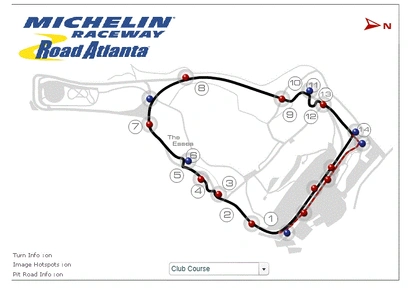 MICHELIN
RACEWAY
Road Atlanta
N
10
11
8
9
12
13
14
7
The
Esses
6
5
4
3
2
1
Turn Info :on
Image Hotspots :on
Pit Road Info :on
Club Course